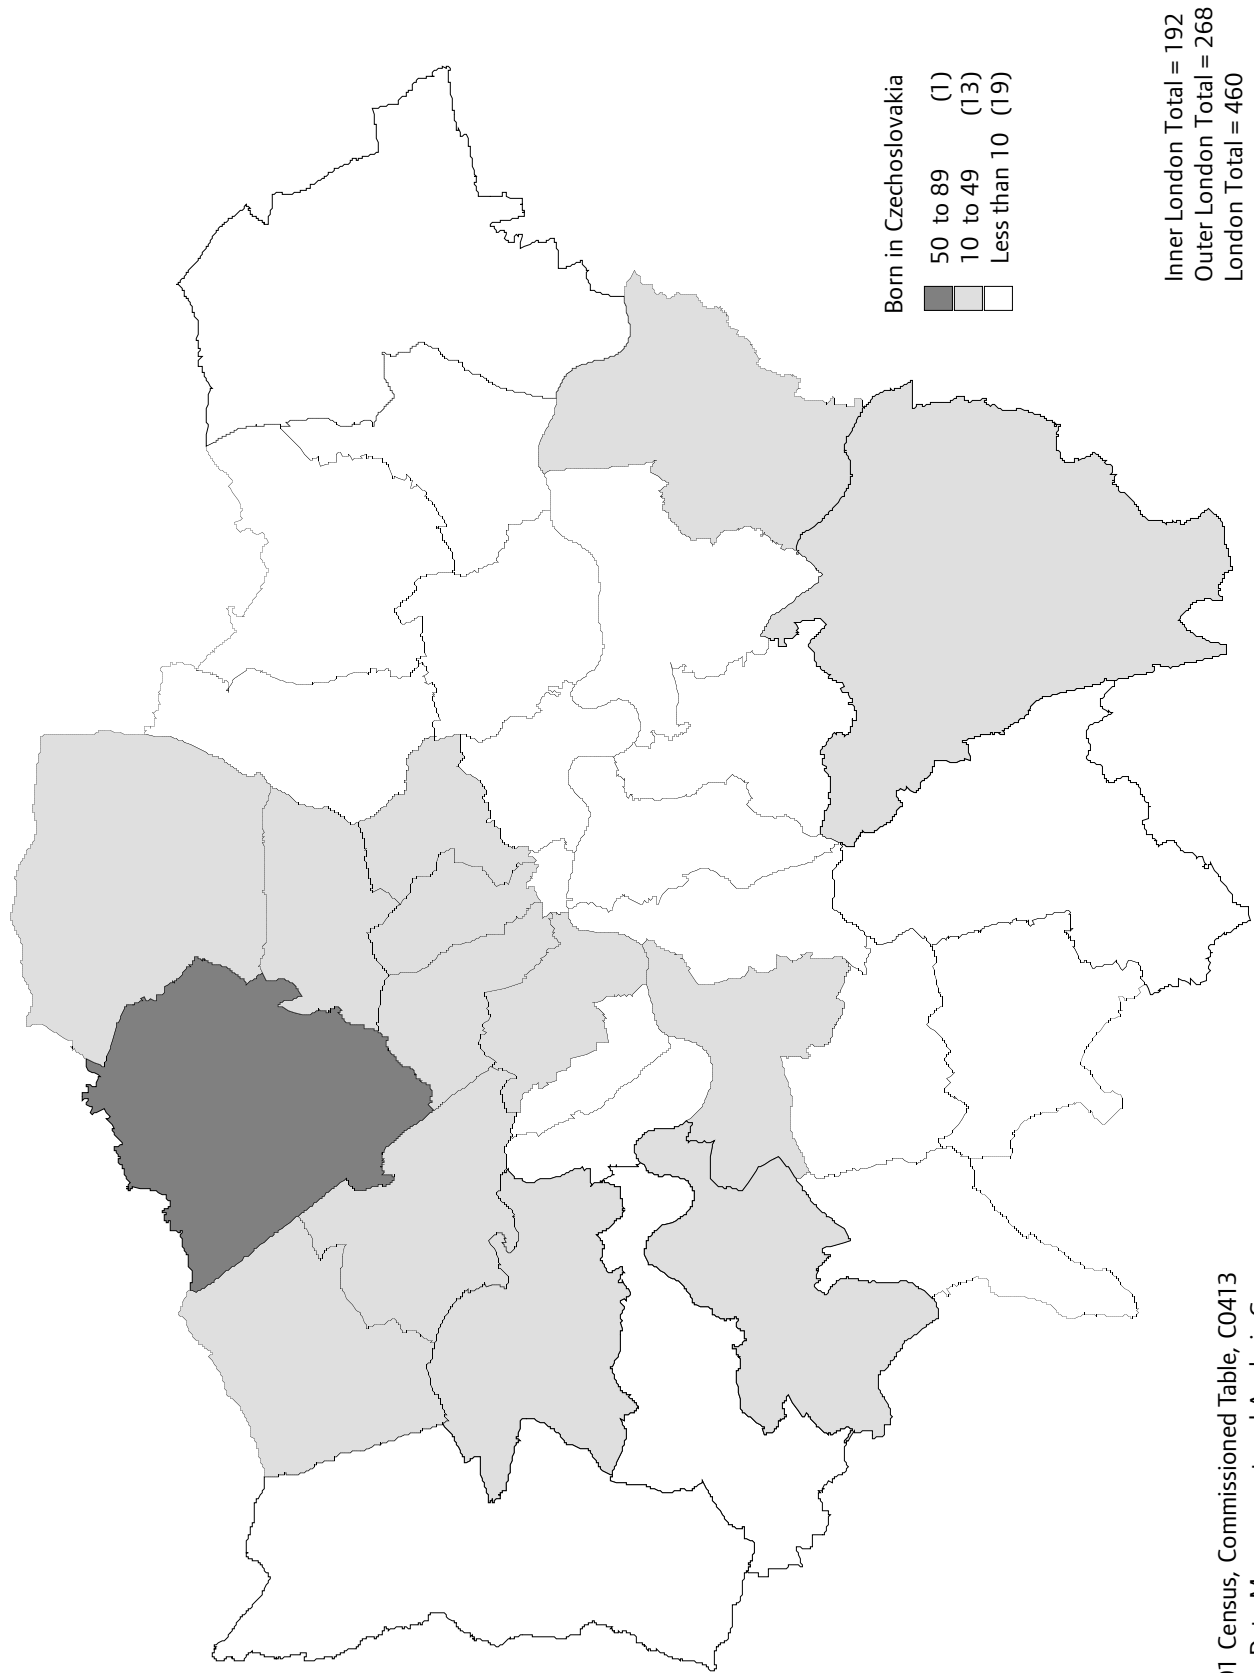 Born in Czechoslovakia
50 to 89 (1)
10 to 49 (13)
Less than 10 (19)
Inner London Total = 192
Outer London Total = 268
London Total = 460
Census, Commissioned Table, C0413